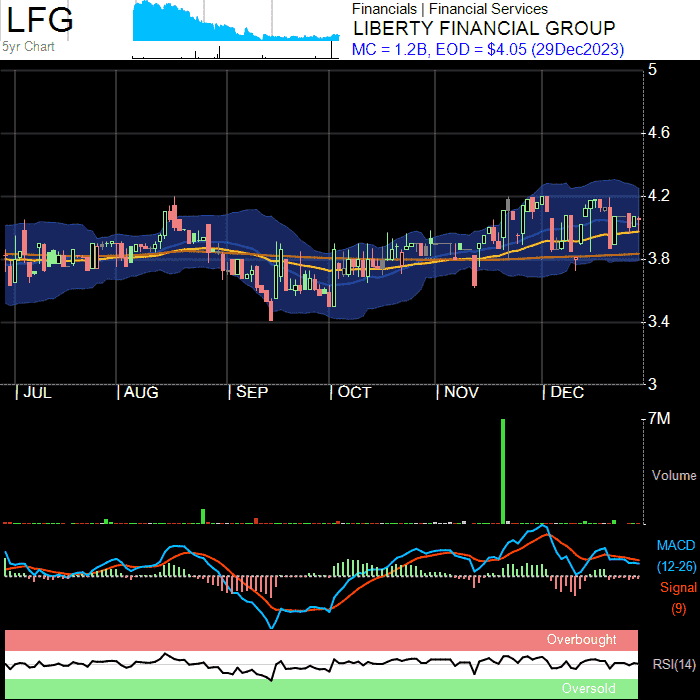 LFG
5yr Chart
Financials | Financial Services
LIBERTY FINANCIAL GROUP
MC = 1.2B, EOD = $4.05 (29Dec2023)
5
4.6
4.2
3.8
3.4
3
JUL AUG SEP OCT NOV DEC
7M
Volume
MACD
(12-26)
Signal
(9)
Overbought
RSI(14)
Oversold